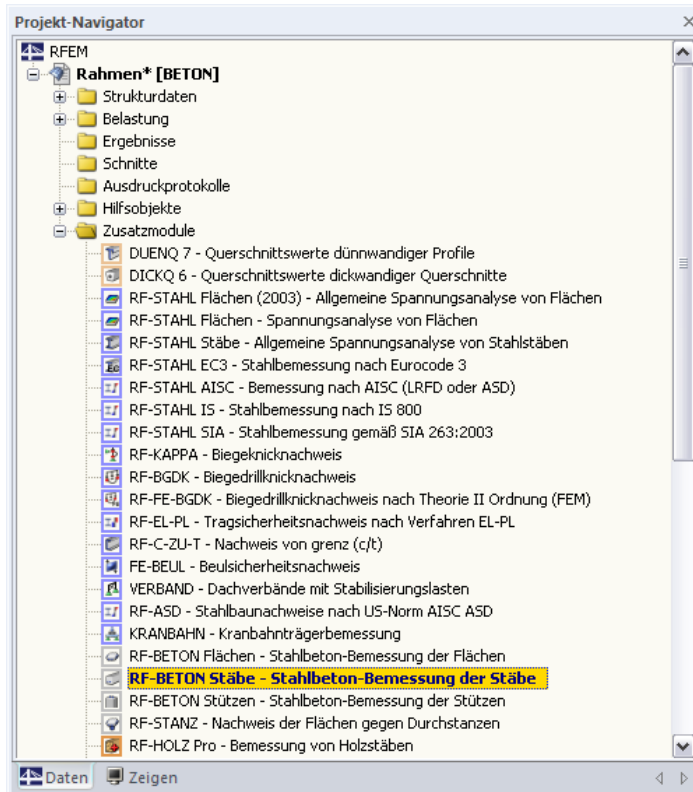 Projekt-Navigator
RFEM
Rahmen* [BETON]
Strukturdaten
Belastung
Ergebnisse
Schnitte
Ausdruckprotokolle
Hilfsobjekte
Zusatzmodule
DUENQ 7 - Querschnittswerte dünnwandiger Profile
DICKQ 6 - Querschnittswerte dickwandiger Querschnitte
RF-STAHL Flächen (2003) - Allgemeine Spannungsanalyse von Flächen
RF-STAHL Flächen - Spannungsanalyse von Flächen
RF-STAHL Stäbe - Allgemeine Spannungsanalyse von Stahlstäben
RF-STAHL EC3 - Stahlbemessung nach Eurocode 3
RF-STAHL AISC - Bemessung nach AISC (LRFD oder ASD)
RF-STAHL IS - Stahlbemessung nach IS 800
RF-STAHL SIA - Stahlbemessung gemäß SIA 263:2003
RF-KAPPA - Biegeknicknachweis
RF-BGDK - Biegedrillknicknachweis
RF-FE-BGDK - Biegedrillknicknachweis nach Theorie II Ordnung (FEM)
RF-EL-PL - Tragsicherheitsnachweis nach Verfahren EL-PL
RF-C-ZU-T - Nachweis von grenz (c/t)
FE-BEUL - Beulsicherheitsnachweis
VERBAND - Dachverbände mit Stabilisierungslasten
RF-ASD - Stahlbaunachweise nach US-Norm AISC ASD
KRANBAHN - Kranbahnträgerbemessung
RF-BETON Flächen - Stahlbeton-Bemessung der Flächen
RF-BETON Stäbe - Stahlbeton-Bemessung der Stäbe
RF-BETON Stützen - Stahlbeton-Bemessung der Stützen
RF-STANZ - Nachweis der Flächen gegen Durchstanzen
RF-HOLZ Pro - Bemessung von Holzstäben
Daten Zeigen